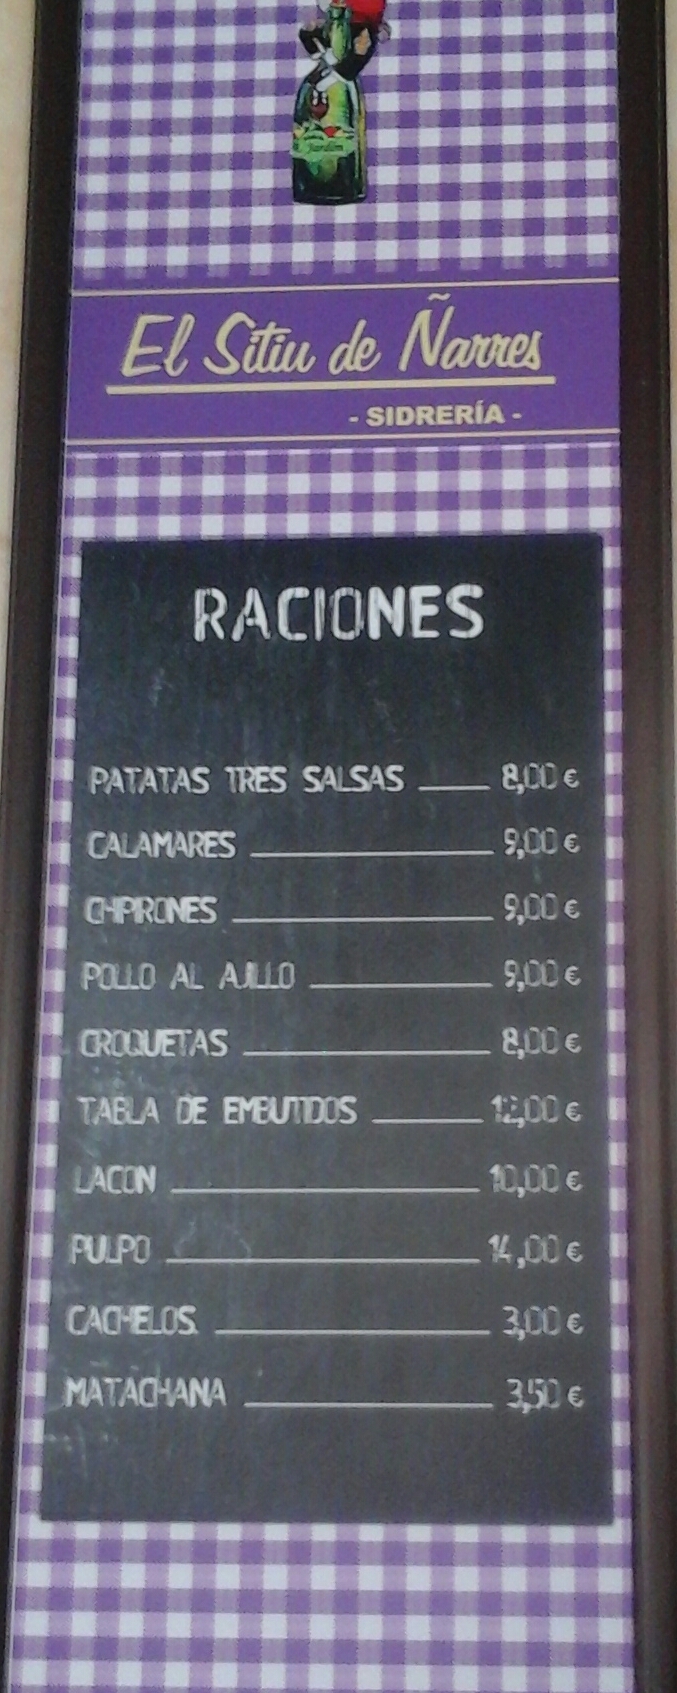 Jardín
El Sitiu de Ñarres
- SIDRERÍA -
RACIONES
PATATAS TRES SALSAS 8,00 €
CALAMARES 9,00 €
CHIPIRONES 9,00 €
POLLO AL AJILLO 9,00 €
CROQUETAS 8,00 €
TABLA DE EMBUTIDOS 12,00 €
LACON 10,00 €
PULPO 14,00 €
CACHELOS 3,00 €
MATACHANA 3,50 €